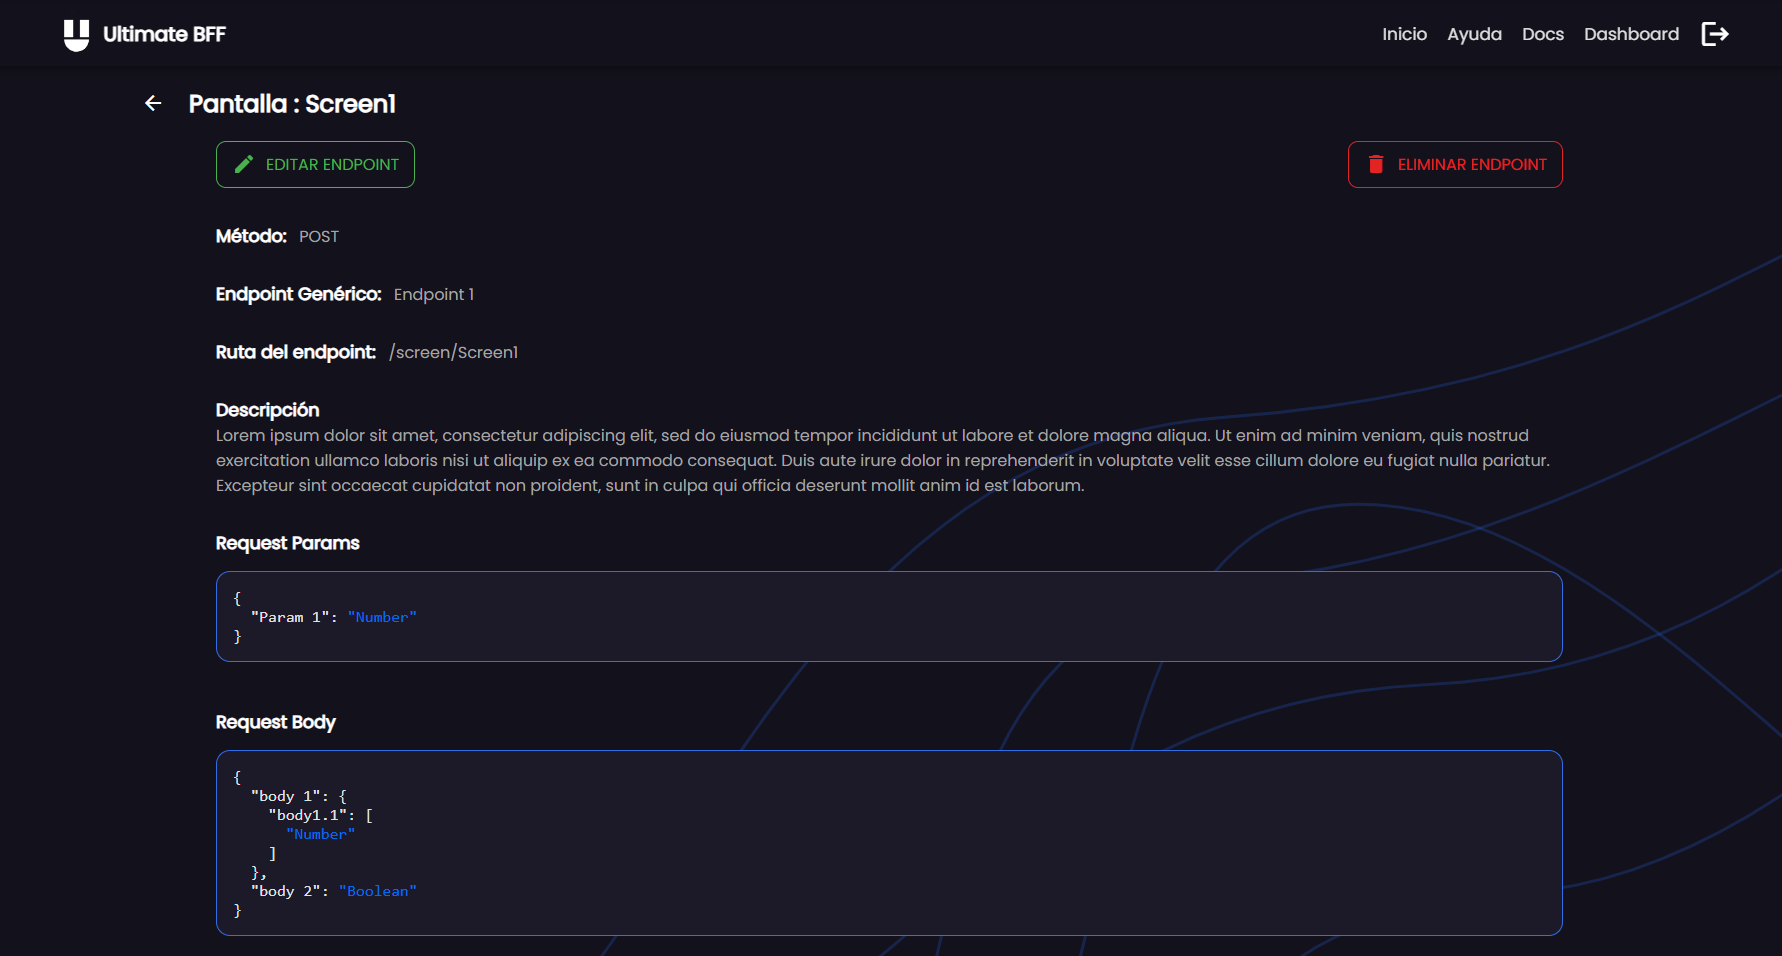 Ultimate BFF
Inicio Ayuda Docs Dashboard
Pantalla : Screen1
EDITAR ENDPOINT
ELIMINAR ENDPOINT
Método: POST
Endpoint Genérico: Endpoint 1
Ruta del endpoint: /screen/Screen1
Descripción
Lorem ipsum dolor sit amet, consectetur adipiscing elit, sed do eiusmod tempor incididunt ut labore et dolore magna aliqua. Ut enim ad minim veniam, quis nostrud
exercitation ullamco laboris nisi ut aliquip ex ea commodo consequat. Duis aute irure dolor in reprehenderit in voluptate velit esse cillum dolore eu fugiat nulla pariatur.
Excepteur sint occaecat cupidatat non proident, sunt in culpa qui officia deserunt mollit anim id est laborum.
Request Params
{
  "Param 1": "Number"
}
Request Body
{
  "body 1": {
    "body1.1": [
      "Number"
    ]
  },
  "body 2": "Boolean"
}